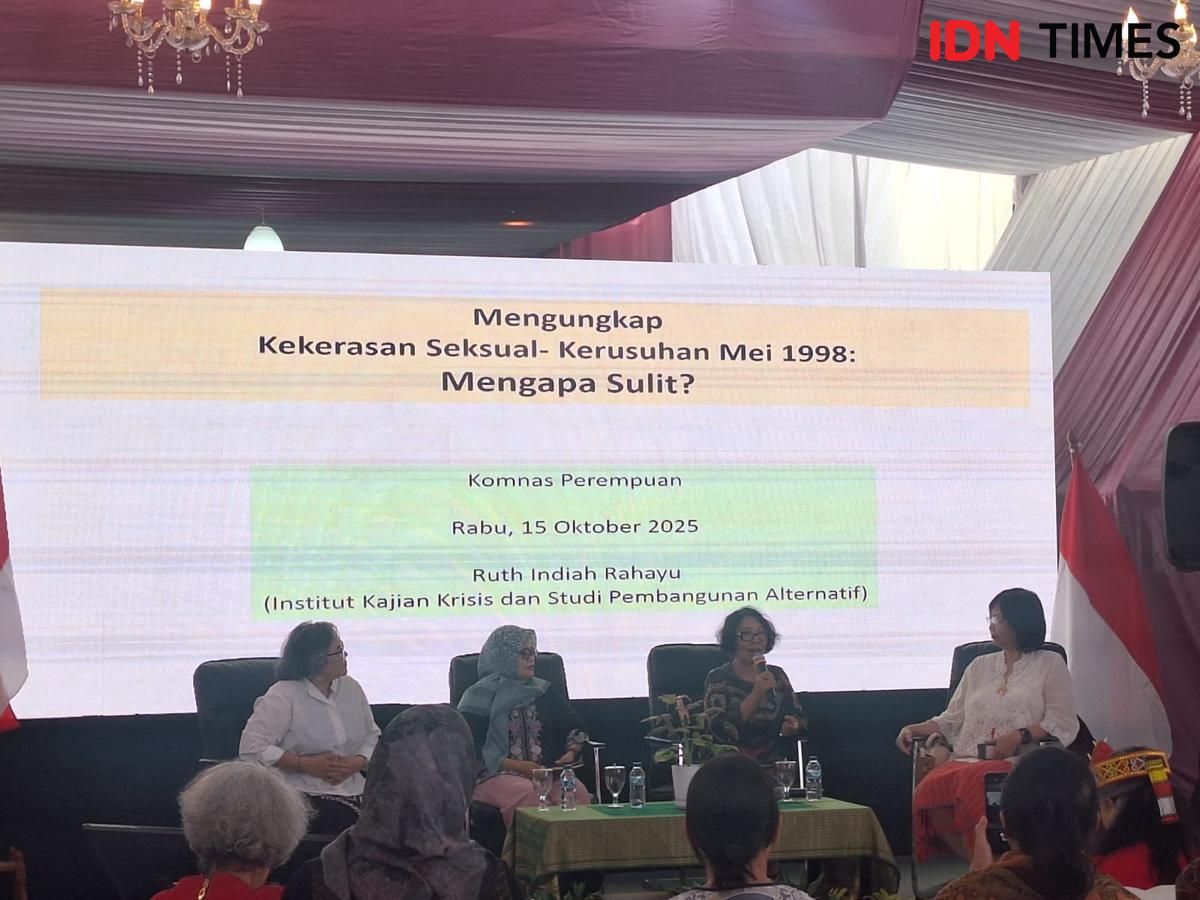 IDN TIMES
Mengungkap
Kekerasan Seksual- Kerusuhan Mei 1998:
Mengapa Sulit?
Komnas Perempuan
Rabu, 15 Oktober 2025
Ruth Indiah Rahayu
(Institut Kajian Krisis dan Studi Pembangunan Alternatif)